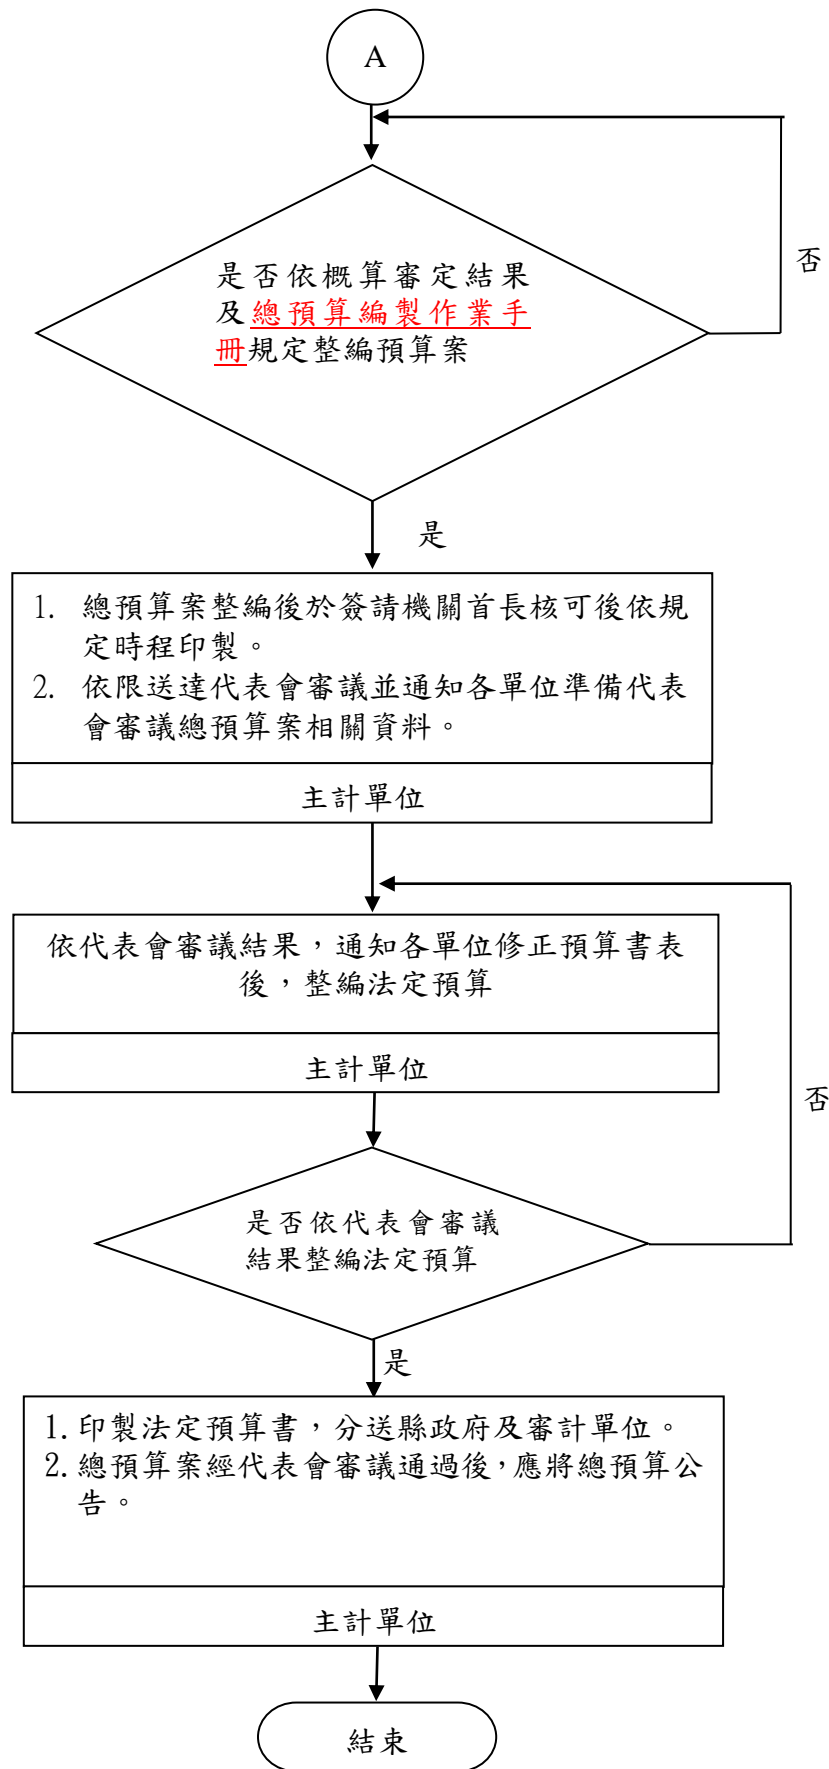 A
是否依概算審定結果
及總預算編製作業手
冊規定整編預算案
否
是
1. 總預算案整編後於簽請機關首長核可後依規
定時程印製。
2. 依限送達代表會審議並通知各單位準備代表
會審議總預算案相關資料。
主計單位
依代表會審議結果，通知各單位修正預算書表
後，整編法定預算
主計單位
否
是否依代表會審議
結果整編法定預算
是
1. 印製法定預算書，分送縣政府及審計單位。
2. 總預算案經代表會審議通過後，應將總預算公
告。
主計單位
結束